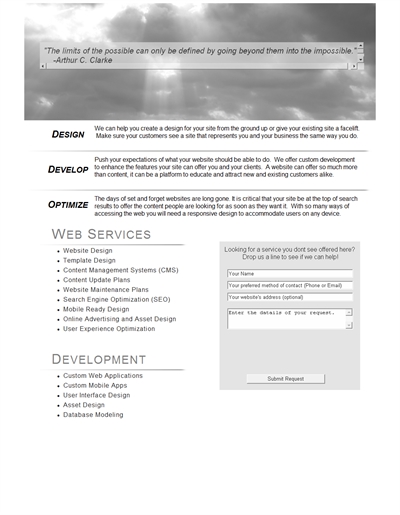 "The limits of the possible can only be defined by going beyond them into the impossible."
-Arthur C. Clarke
DESIGN
We can help you create a design for your site from the ground up or give your existing site a facelift.
Make sure your customers see a site that represents you and your business the same way you do.
DEVELOP
Push your expectations of what your website should be able to do. We offer custom development
to enhance the features your site can offer you and your clients. A website can offer so much more
than content, it can be a platform to educate and attract new and existing customers alike.
OPTIMIZE
The days of set and forget websites are long gone. It is critical that your site be at the top of search
results to offer the content people are looking for as soon as they want it. With so many ways of
accessing the web you will need a responsive design to accommodate users on any device.
WEB SERVICES
Website Design
Template Design
Content Management Systems (CMS)
Content Update Plans
Website Maintenance Plans
Search Engine Optimization (SEO)
Mobile Ready Design
Online Advertising and Asset Design
User Experience Optimization
Looking for a service you dont see offered here?
Drop us a line to see if we can help!
Your Name
Your preferred method of contact (Phone or Email)
Your website's address (optional)
Enter the details of your request.
Submit Request
DEVELOPMENT
Custom Web Applications
Custom Mobile Apps
User Interface Design
Asset Design
Database Modeling